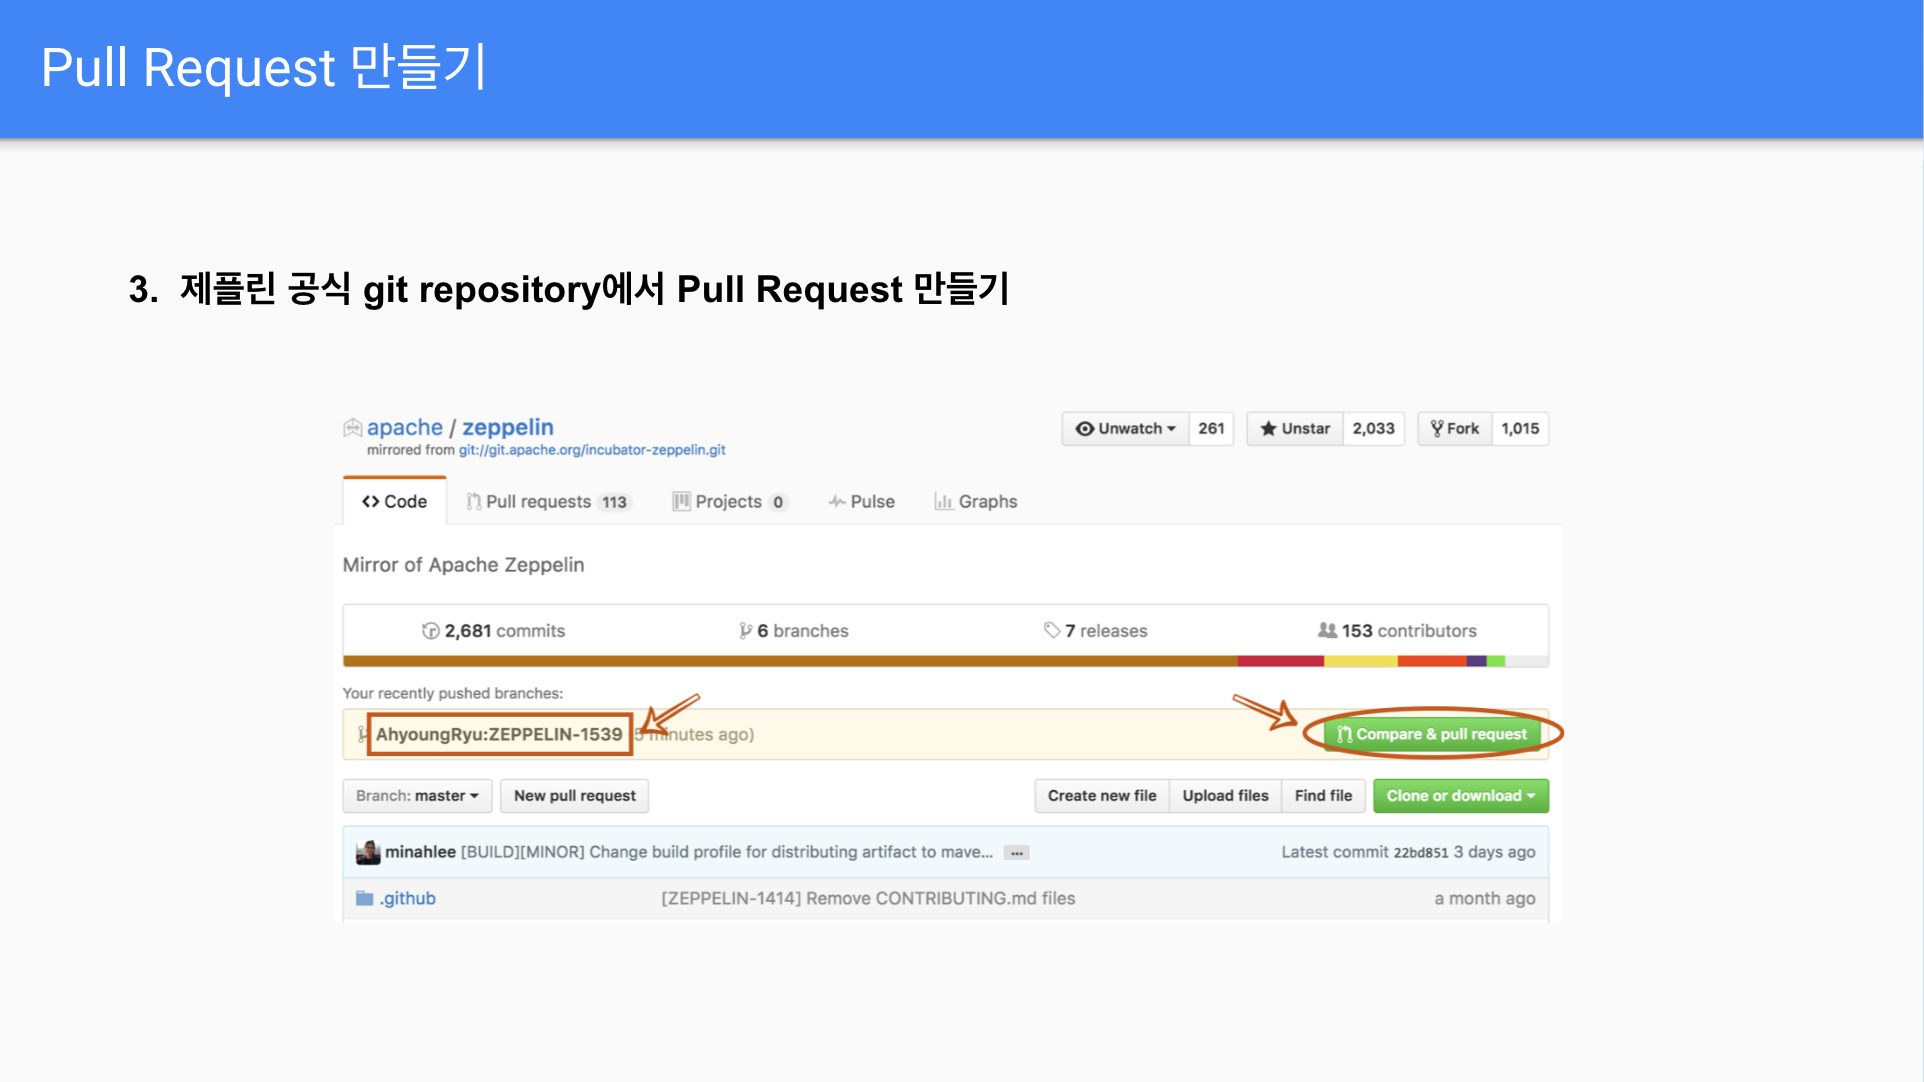 Pull Request 만들기
3. 제플린 공식 git repository에서 Pull Request 만들기
apache / zeppelin
Unwatch 261 Unstar 2,033 Fork 1,015
mirrored from git://git.apache.org/incubator-zeppelin.git
Code Pull requests 113 Projects 0 Pulse Graphs
Mirror of Apache Zeppelin
2,681 commits 6 branches 7 releases 153 contributors
Your recently pushed branches:
AhyoungRyu:ZEPPELIN-1539 5 minutes ago) Compare & pull request
Branch: master New pull request Create new file Upload files Find file Clone or download
minahlee [BUILD][MINOR] Change build profile for distributing artifact to mave... ... Latest commit 22bd851 3 days ago
.github [ZEPPELIN-1414] Remove CONTRIBUTING.md files a month ago